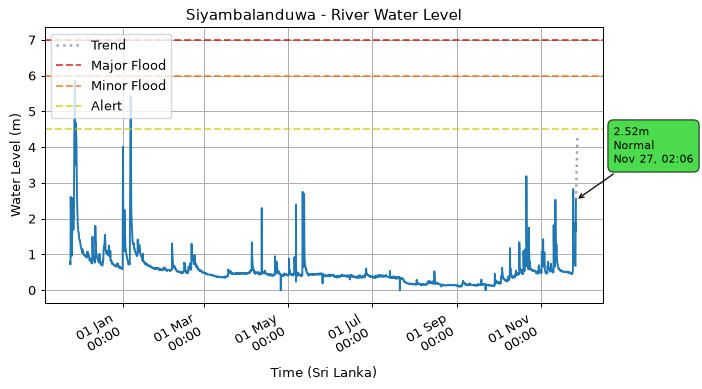 Siyambalanduwa - River Water Level
Trend
Major Flood
Minor Flood
Alert
2.52m
Normal
Nov 27, 02:06
Water Level (m)
7
6
5
4
3
2
1
0
01 Jan
00:00
01 Mar
00:00
01 May
00:00
01 Jul
00:00
01 Sep
00:00
01 Nov
00:00
Time (Sri Lanka)